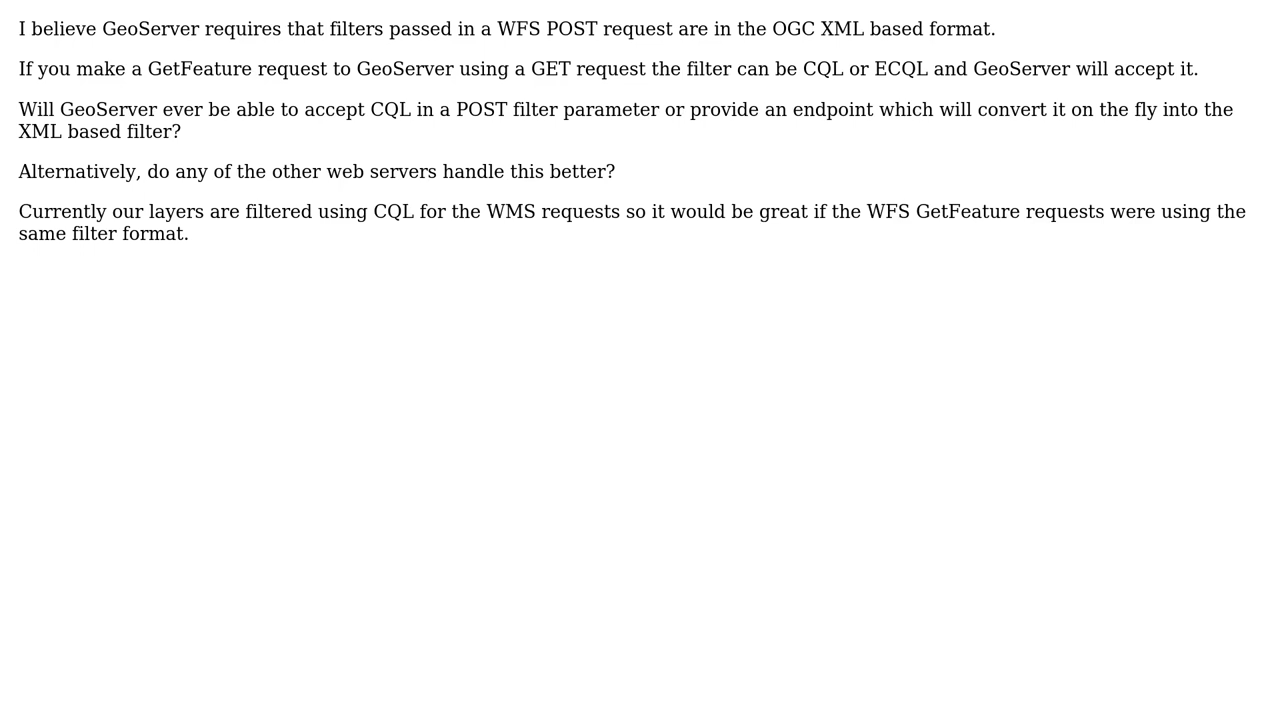 I believe GeoServer requires that filters passed in a WFS POST request are in the OGC XML based format.
If you make a GetFeature request to GeoServer using a GET request the filter can be CQL or ECQL and GeoServer will accept it.
Will GeoServer ever be able to accept CQL in a POST filter parameter or provide an endpoint which will convert it on the fly into the
XML based filter?
Alternatively, do any of the other web servers handle this better?
Currently our layers are filtered using CQL for the WMS requests so it would be great if the WFS GetFeature requests were using the
same filter format.